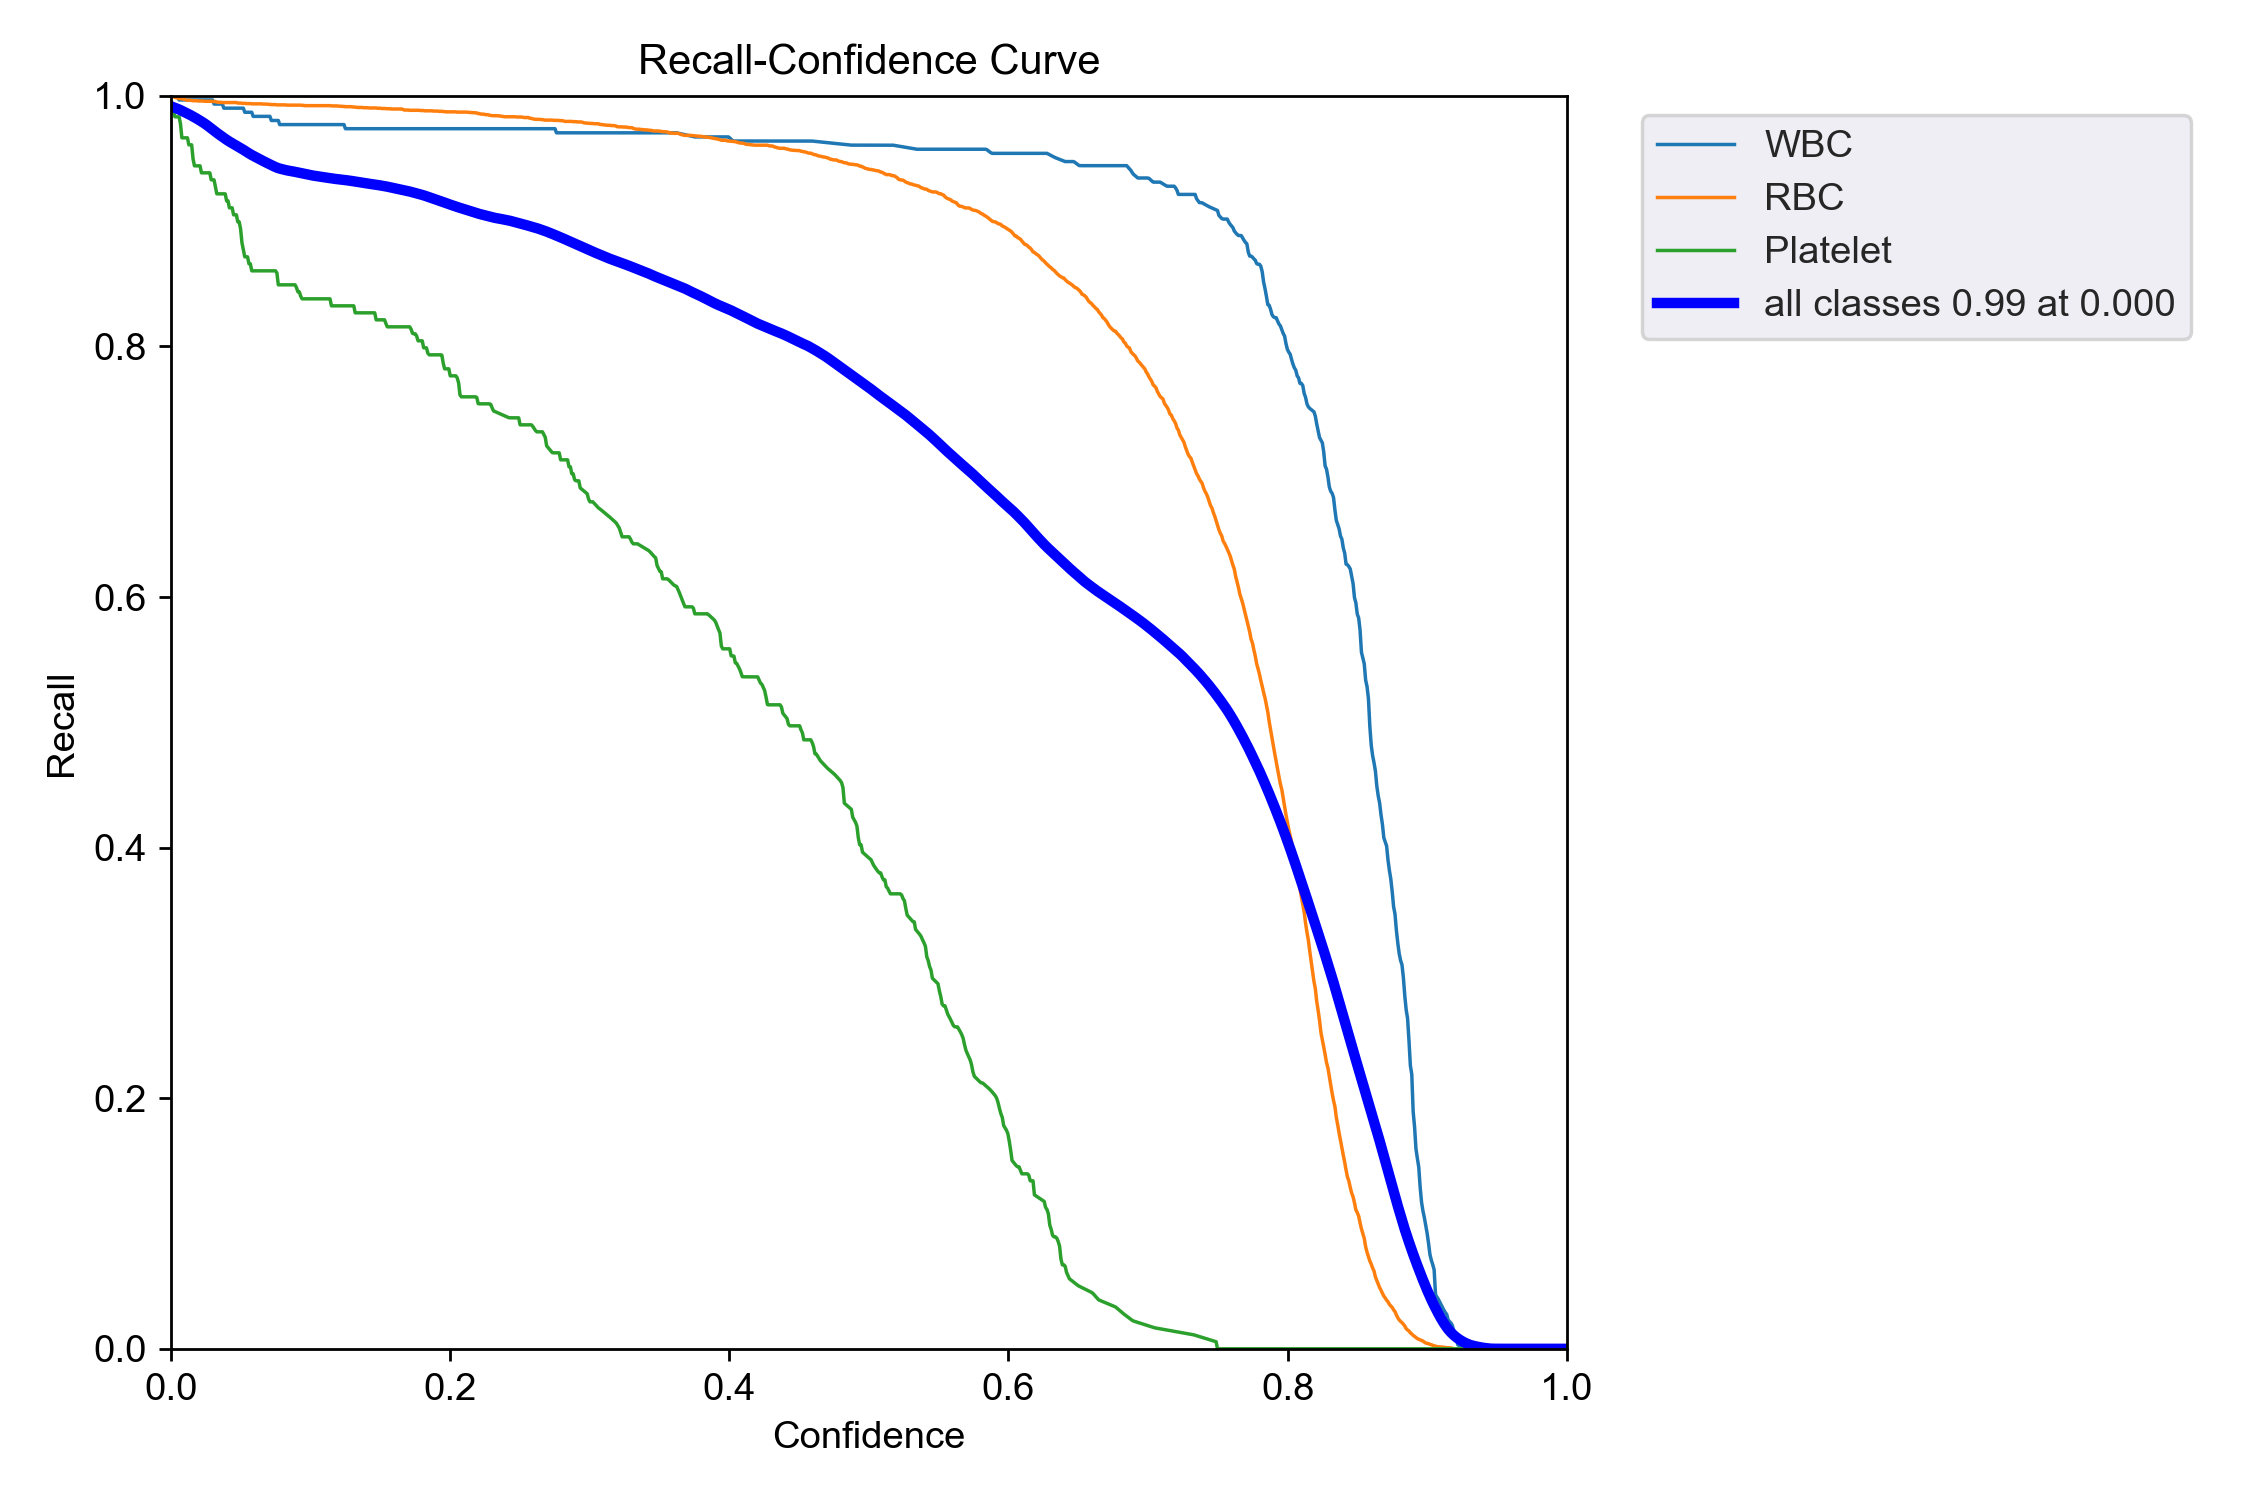 Recall-Confidence Curve
1.0
0.8
0.6
0.4
0.2
0.0
Recall
0.0 0.2 0.4 0.6 0.8 1.0
Confidence
WBC
RBC
Platelet
all classes 0.99 at 0.000